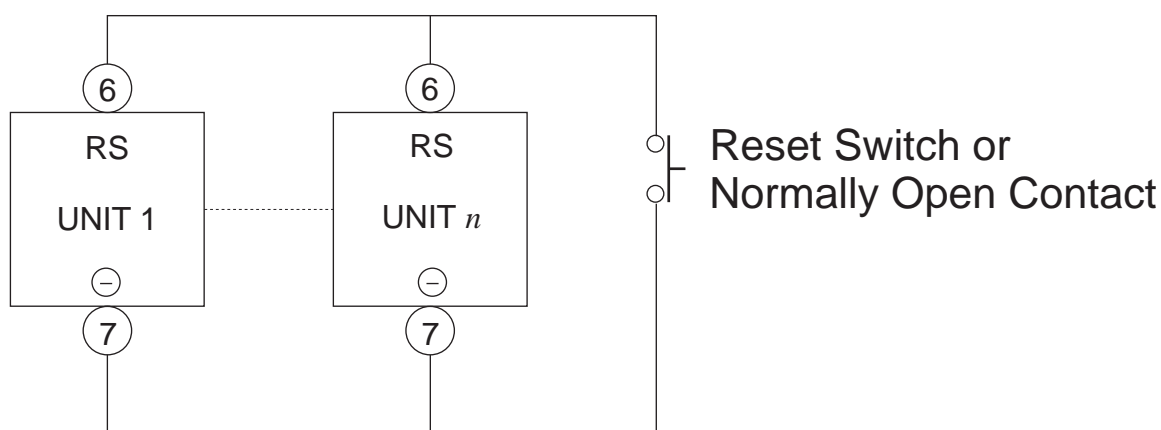 6
6
RS
RS
Reset Switch or
Normally Open Contact
UNIT 1
UNIT n
−
−
7
7